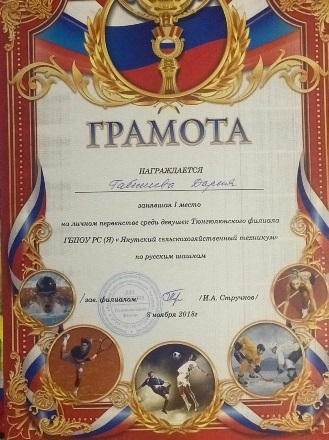 ГРАМОТА
НАГРАЖДАЕТСЯ
Габышева Дария
занявшая 1 место
на личном первенстве среди девушек Тюнгюлюнского филиала
ГБПОУ РС (Я) «Якутский сельскохозяйственный техникум»
по русским шашкам
/зав. филиалом/ /И.А. Стручков/
8 ноября 2018г